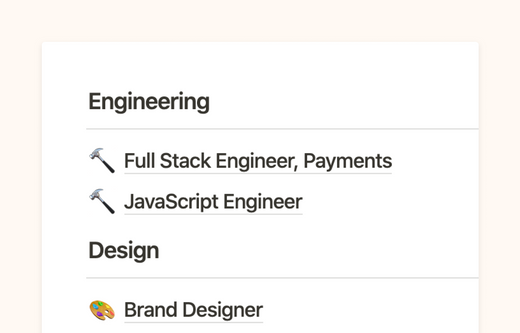 Engineering
Full Stack Engineer, Payments
JavaScript Engineer
Design
Brand Designer